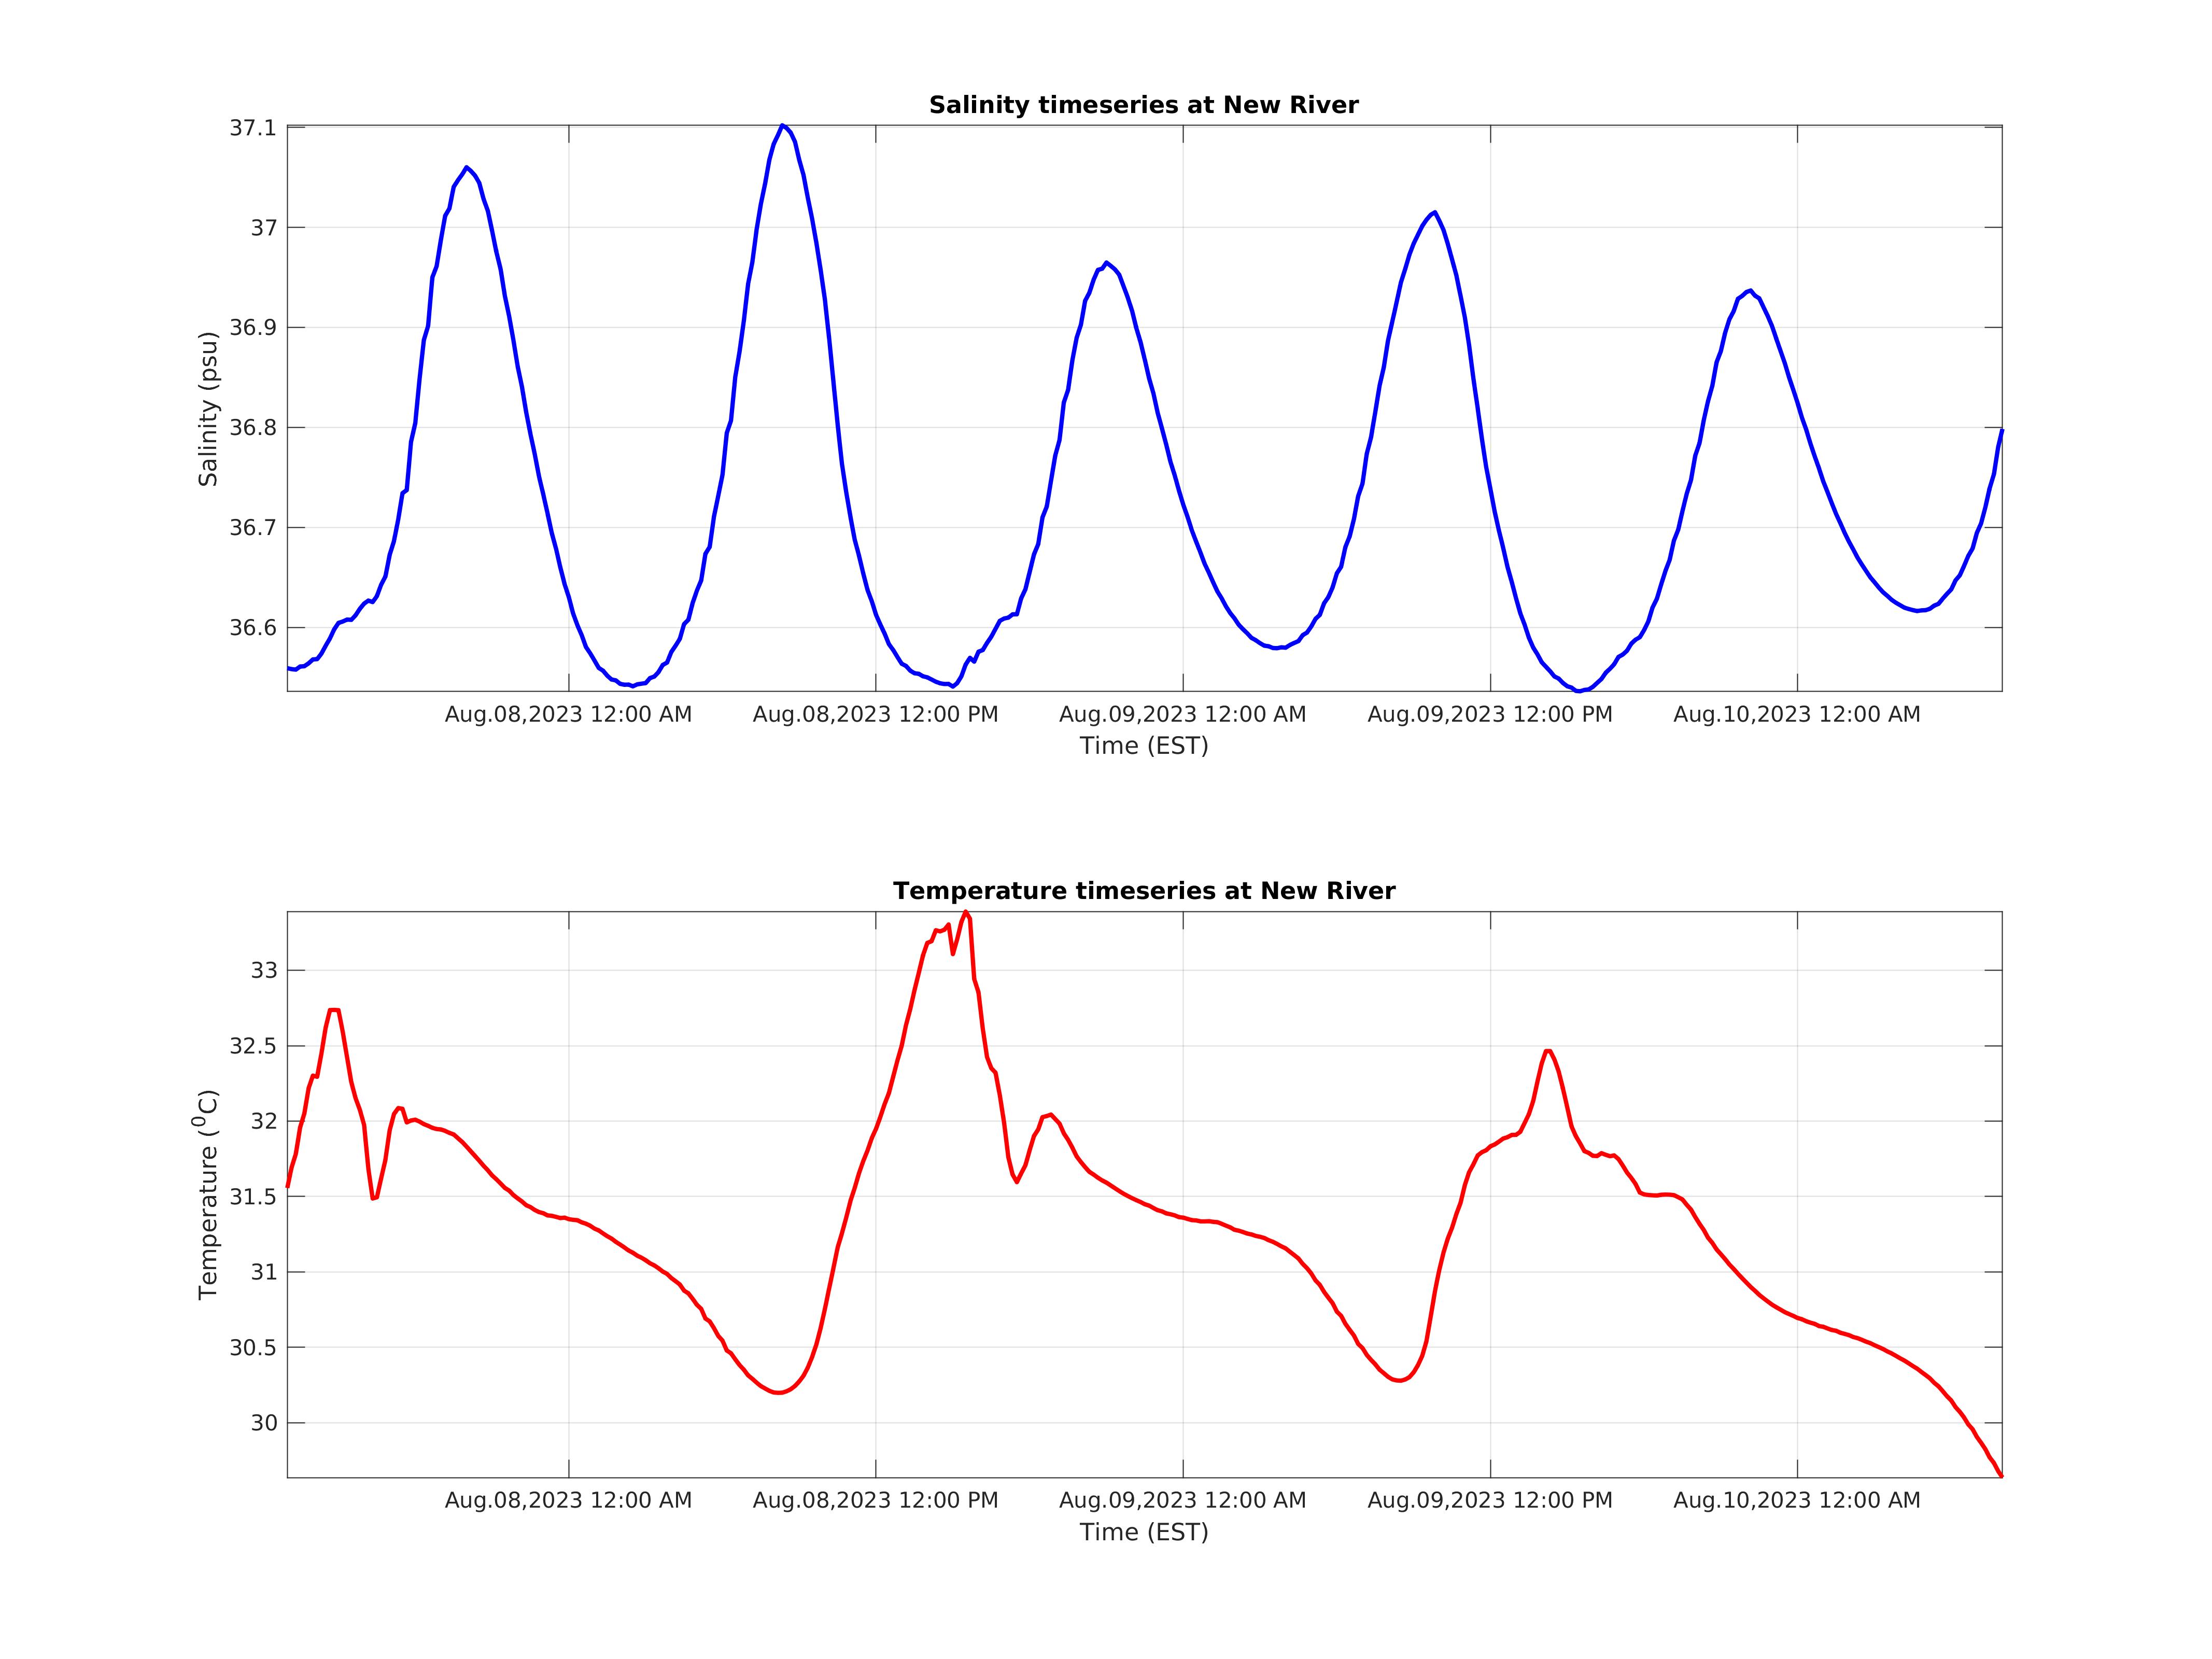 Salinity timeseries at New River
37.1
37
36.9
36.8
36.7
36.6
Salinity (psu)
Aug.08,2023 12:00 AM Aug.08,2023 12:00 PM Aug.09,2023 12:00 AM Aug.09,2023 12:00 PM Aug.10,2023 12:00 AM
Time (EST)
Temperature timeseries at New River
33
32.5
32
31.5
31
30.5
30
Temperature (⁰C)
Aug.08,2023 12:00 AM Aug.08,2023 12:00 PM Aug.09,2023 12:00 AM Aug.09,2023 12:00 PM Aug.10,2023 12:00 AM
Time (EST)